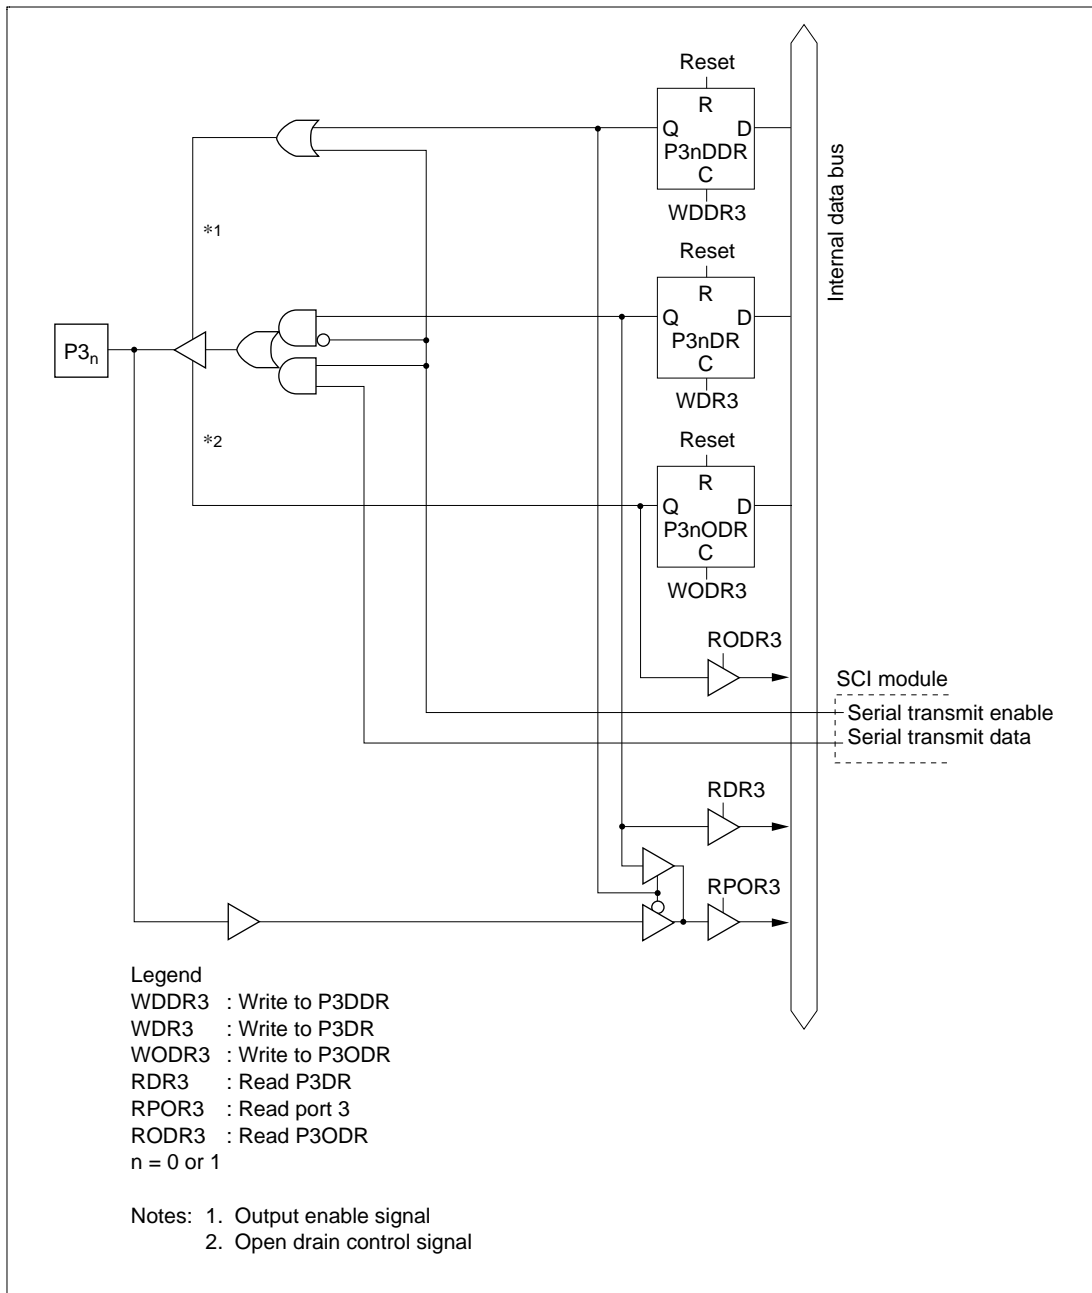 Reset
R
Q D
P3nDDR
C
WDDR3
Internal data bus
*1
Reset
R
Q D
P3nDR
C
WDR3
P3n
*2
Reset
R
Q D
P3nODR
C
WODR3
RODR3
SCI module
Serial transmit enable
Serial transmit data
RDR3
RPOR3
Legend
WDDR3 : Write to P3DDR
WDR3 : Write to P3DR
WODR3 : Write to P3ODR
RDR3 : Read P3DR
RPOR3 : Read port 3
RODR3 : Read P3ODR
n = 0 or 1
Notes: 1. Output enable signal
2. Open drain control signal